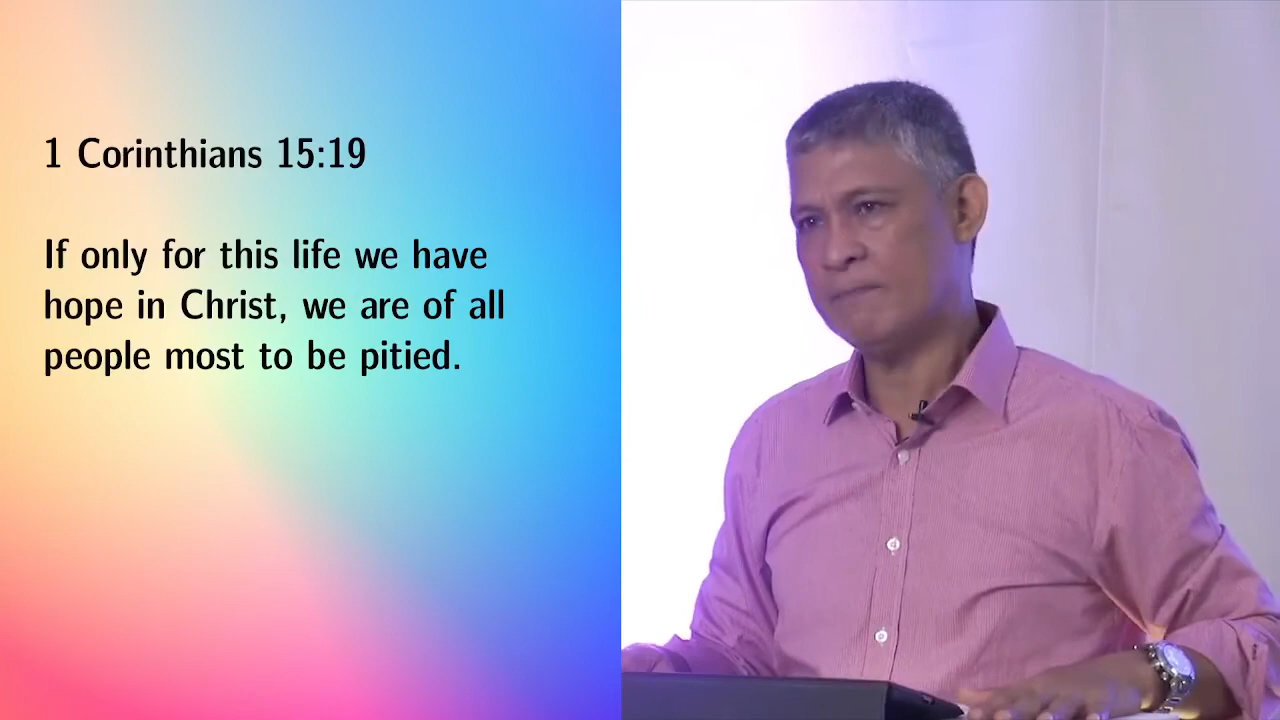 1 Corinthians 15:19
If only for this life we have
hope in Christ, we are of all
people most to be pitied.